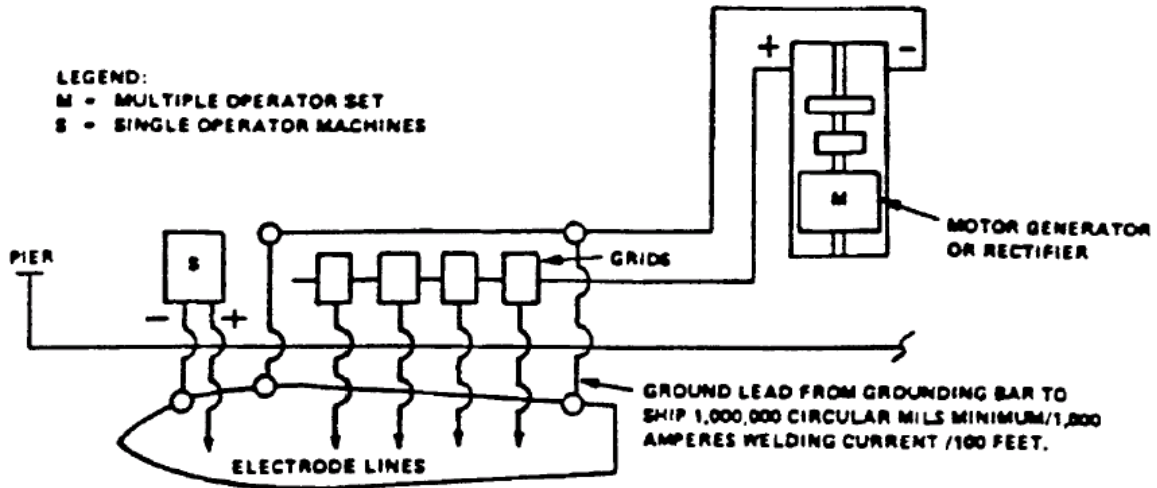 LEGEND:
M - MULTIPLE OPERATOR SET
S - SINGLE OPERATOR MACHINES
+ -
M
MOTOR GENERATOR
OR RECTIFIER
PIER
S
GRIDS
- +
GROUND LEAD FROM GROUNDING BAR TO
SHIP 1,000,000 CIRCULAR MILS MINIMUM/1,000
AMPERES WELDING CURRENT /100 FEET.
ELECTRODE LINES